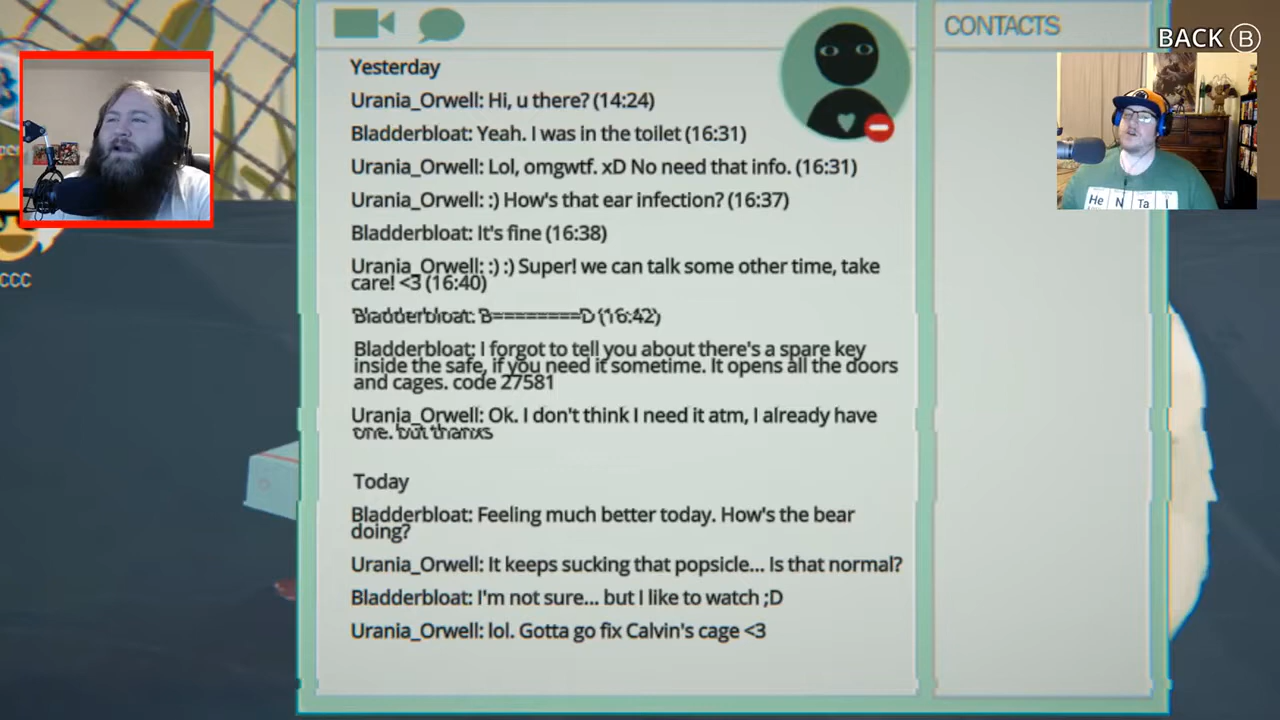 CONTACTS
BACK B
Yesterday
Urania_Orwell: Hi, u there? (14:24)
Bladderbloat: Yeah. I was in the toilet (16:31)
Urania_Orwell: Lol, omgwtf. xD No need that info. (16:31)
Urania_Orwell: :) How's that ear infection? (16:37)
Bladderbloat: It's fine (16:38)
Urania_Orwell: :) :) Super! we can talk some other time, take
care! <3 (16:40)
Bladderbloat: B========D (16:42)
Bladderbloat: I forgot to tell you about there's a spare key
inside the safe, if you need it sometime. It opens all the doors
and cages. code 27581
Urania_Orwell: Ok. I don't think I need it atm, I already have
one. but thanxs
Today
Bladderbloat: Feeling much better today. How's the bear
doing?
Urania_Orwell: It keeps sucking that popsicle... Is that normal?
Bladderbloat: I'm not sure... but I like to watch ;D
Urania_Orwell: lol. Gotta go fix Calvin's cage <3
He N Ta I
ccc